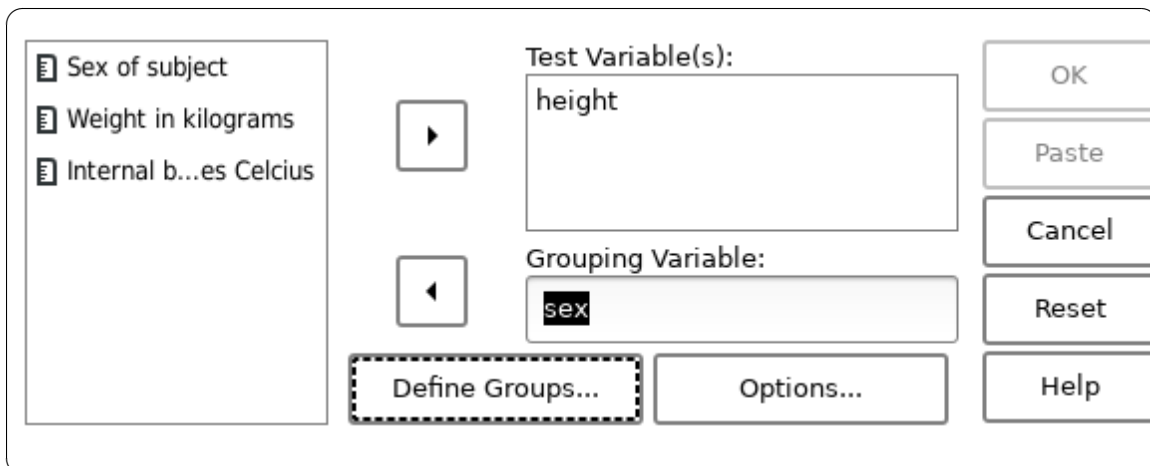 Sex of subject
Weight in kilograms
Internal b...es Celcius
Test Variable(s):
height
Grouping Variable:
sex
Define Groups...
Options...
OK
Paste
Cancel
Reset
Help